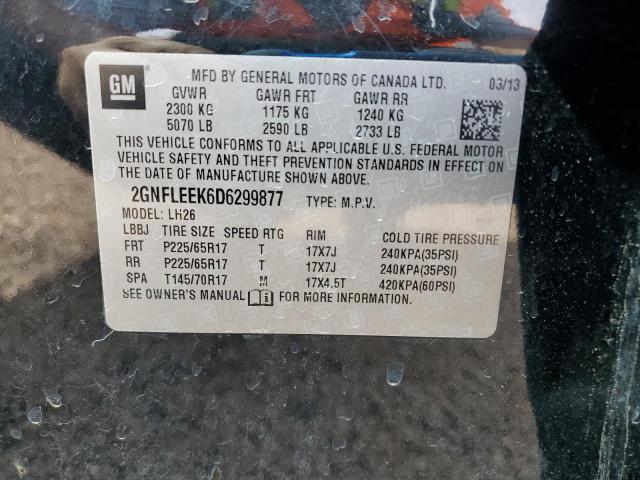 GM MFD BY GENERAL MOTORS OF CANADA LTD. 03/13
GVWR GAWR FRT GAWR RR
2300 KG 1175 KG 1240 KG
5070 LB 2590 LB 2733 LB
THIS VEHICLE CONFORMS TO ALL APPLICABLE U.S. FEDERAL MOTOR
VEHICLE SAFETY AND THEFT PREVENTION STANDARDS IN EFFECT ON
THE DATE OF MANUFACTURE SHOWN ABOVE.
2GNFLEEK6D6299877 TYPE: M.P.V.
MODEL: LH26
LBBJ TIRE SIZE SPEED RTG RIM COLD TIRE PRESSURE
FRT P225/65R17 T 17X7J 240KPA(35PSI)
RR P225/65R17 T 17X7J 240KPA(35PSI)
SPA T145/70R17 M 17X4.5T 420KPA(60PSI)
SEE OWNER'S MANUAL FOR MORE INFORMATION.